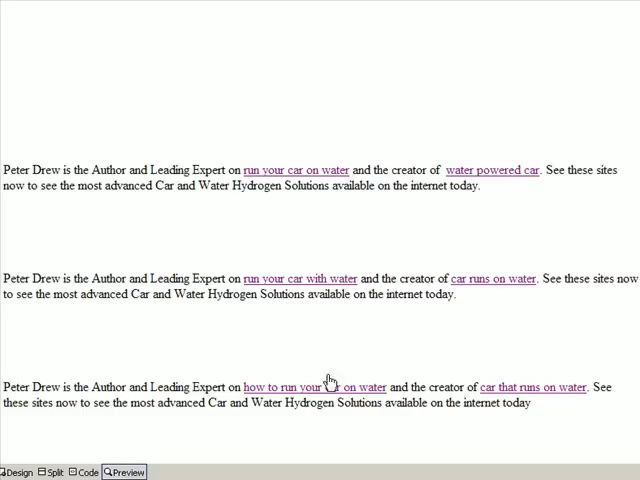 Peter Drew is the Author and Leading Expert on run your car on water and the creator of water powered car. See these sites
now to see the most advanced Car and Water Hydrogen Solutions available on the internet today.
Peter Drew is the Author and Leading Expert on run your car with water and the creator of car runs on water. See these sites now
to see the most advanced Car and Water Hydrogen Solutions available on the internet today.
Peter Drew is the Author and Leading Expert on how to run your car on water and the creator of car that runs on water. See
these sites now to see the most advanced Car and Water Hydrogen Solutions available on the internet today
Design Split Code Preview